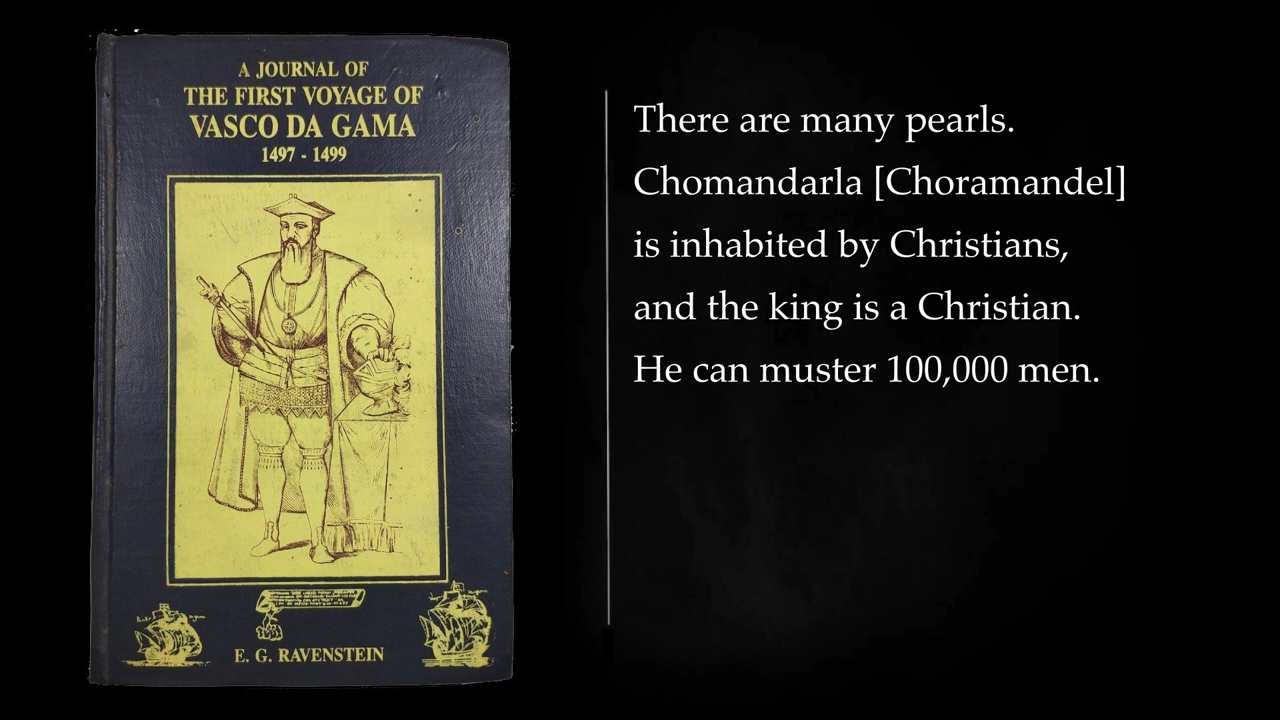 A JOURNAL OF
THE FIRST VOYAGE OF
VASCO DA GAMA
1497 - 1499
E. G. RAVENSTEIN
There are many pearls.
Chomandarla [Choramandel]
is inhabited by Christians,
and the king is a Christian.
He can muster 100,000 men.